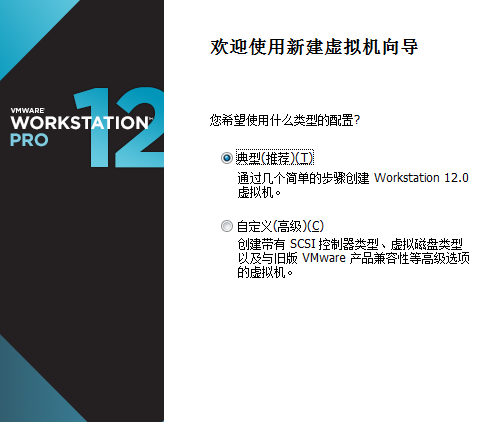 欢迎使用新建虚拟机向导
VMWARE®
WORKSTATION™
PRO
12
您希望使用什么类型的配置?
典型(推荐)(T)
通过几个简单的步骤创建 Workstation 12.0
虚拟机。
自定义(高级)(C)
创建带有 SCSI 控制器类型、虚拟磁盘类型
以及与旧版 VMware 产品兼容性等高级选项
的虚拟机。